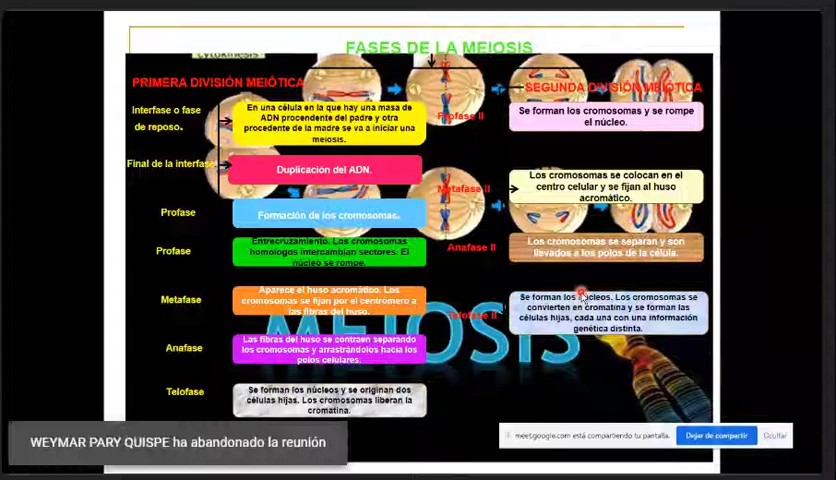 cytokinesis
FASES DE LA MEIOSIS
PRIMERA DIVISIÓN MEIÓTICA
Interfase o fase
de reposo.
En una célula en la que hay una masa de
ADN procendente del padre y otra
procedente de la madre se va a iniciar una
meiosis.
Final de la interfase
Duplicación del ADN.
Profase
Formación de los cromosomas.
Profase
Entrecruzamiento. Los cromosomas
homologos intercambian sectores. El
núcleo se rompe.
Metafase
Aparece el huso acromático. Los
cromosomas se fijan por el centrómero a
las fibras del huso.
Anafase
Las fibras del huso se contraen separando
los cromosomas y arrastrándolos hacia los
polos celulares.
Telofase
Se forman los núcleos y se originan dos
células hijas. Los cromosomas liberan la
cromatina.
SEGUNDA DIVISIÓN MEIÓTICA
Profase II
Se forman los cromosomas y se rompe
el núcleo.
Metafase II
Los cromosomas se colocan en el
centro celular y se fijan al huso
acromático.
Anafase II
Los cromosomas se separan y son
llevados a los polos de la célula.
Telofase II
Se forman los núcleos. Los cromosomas se
convierten en cromatina y se forman las
células hijas, cada una con una información
genética distinta.
MEIOSIS
WEYMAR PARY QUISPE ha abandonado la reunión
meet.google.com está compartiendo tu pantalla.
Dejar de compartir
Ocultar